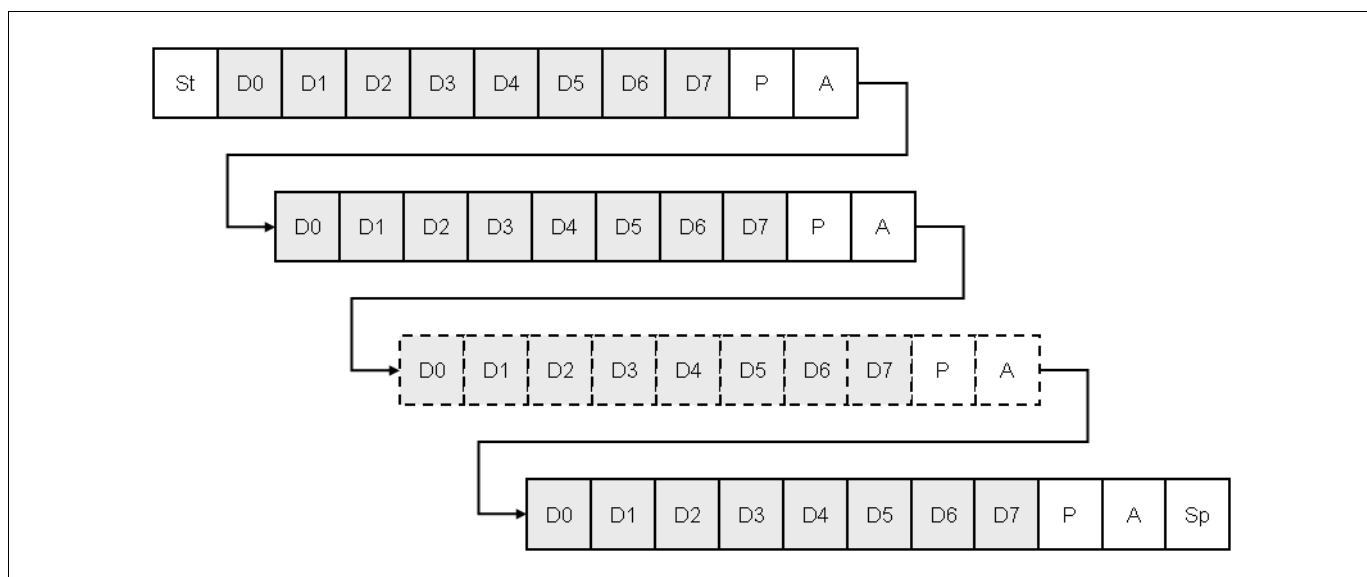 St D0 D1 D2 D3 D4 D5 D6 D7 P A
D0 D1 D2 D3 D4 D5 D6 D7 P A
D0 D1 D2 D3 D4 D5 D6 D7 P A
D0 D1 D2 D3 D4 D5 D6 D7 P A Sp